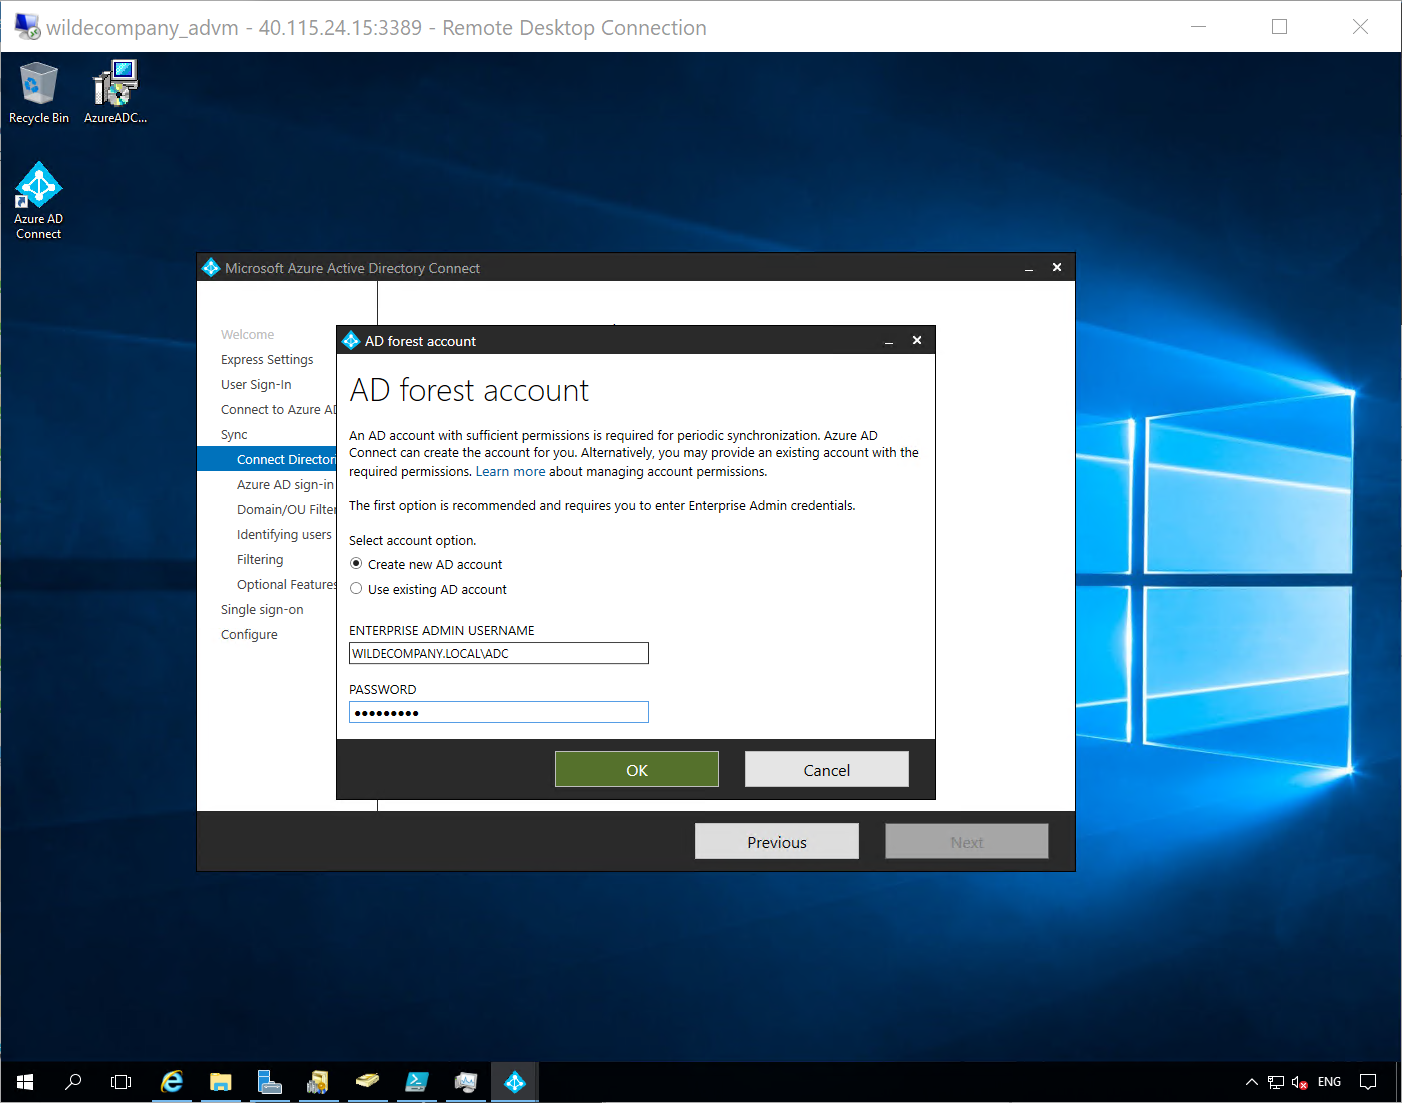 wildecompany_advm - 40.115.24.15:3389 - Remote Desktop Connection
Recycle Bin
AzureADC...
Azure AD
Connect
Microsoft Azure Active Directory Connect
Welcome
Express Settings
User Sign-In
Connect to Azure AD
Sync
Connect Directori
Azure AD sign-in
Domain/OU Filter
Identifying users
Filtering
Optional Features
Single sign-on
Configure
AD forest account
AD forest account
An AD account with sufficient permissions is required for periodic synchronization. Azure AD
Connect can create the account for you. Alternatively, you may provide an existing account with the
required permissions. Learn more about managing account permissions.
The first option is recommended and requires you to enter Enterprise Admin credentials.
Select account option.
Create new AD account
Use existing AD account
ENTERPRISE ADMIN USERNAME
WILDECOMPANY.LOCAL\ADC
PASSWORD
●●●●●●●●●
OK
Cancel
Previous
Next
ENG